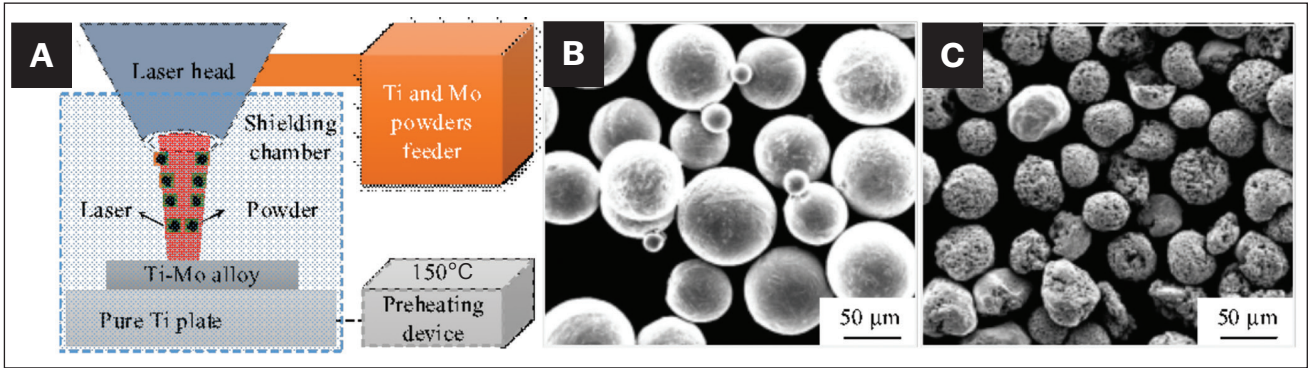 A
Laser head
Ti and Mo
powders
feeder
Shielding
chamber
Laser
Powder
Ti-Mo alloy
Pure Ti plate
150°C
Preheating
device
B
50 μm
C
50 μm